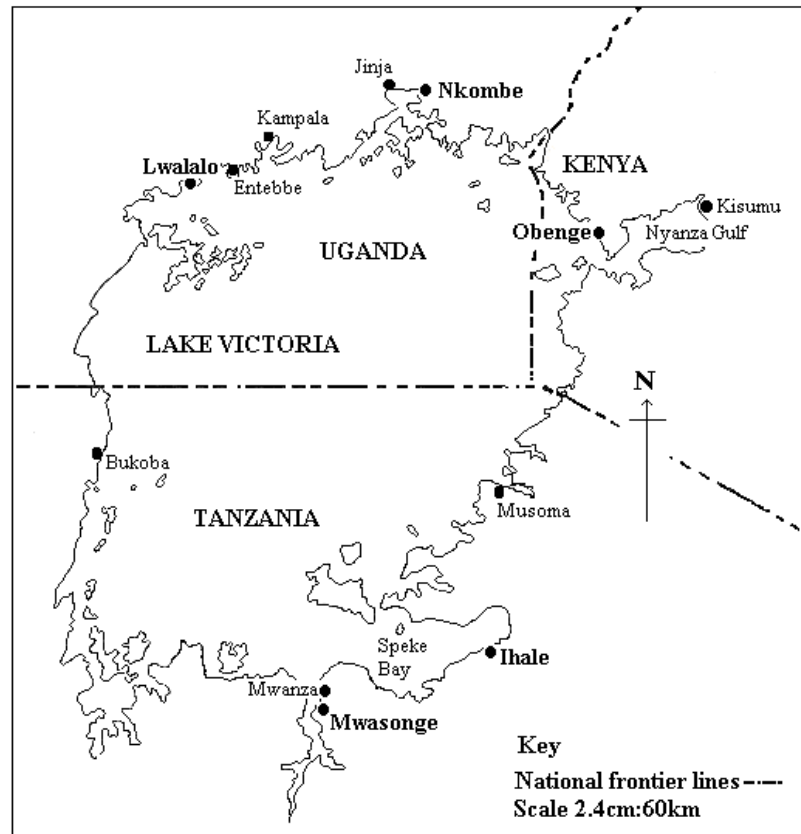 Jinja
Nkombe
Kampala
KENYA
Lwalalo
Entebbe
Kisumu
Obenge
Nyanza Gulf
UGANDA
LAKE VICTORIA
N
Bukoba
Musoma
TANZANIA
Speke
Bay
Ihale
Mwanza
Mwasonge
Key
National frontier lines
Scale 2.4cm:60km